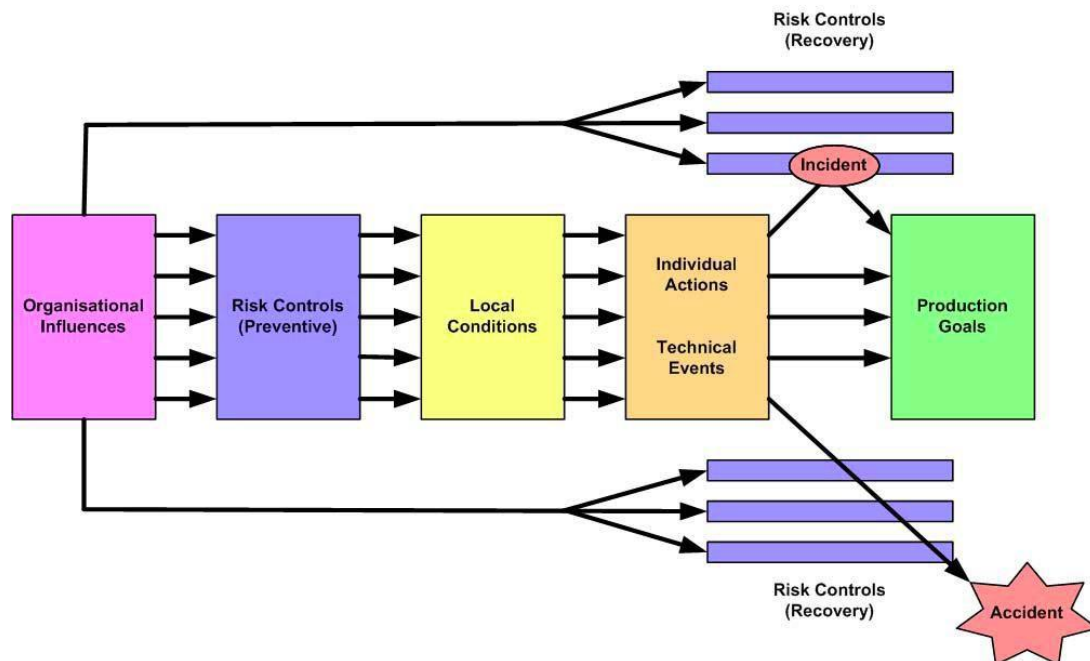 Risk Controls
(Recovery)
Incident
Organisational
Influences
Risk Controls
(Preventive)
Local
Conditions
Individual
Actions
Technical
Events
Production
Goals
Risk Controls
(Recovery)
Accident